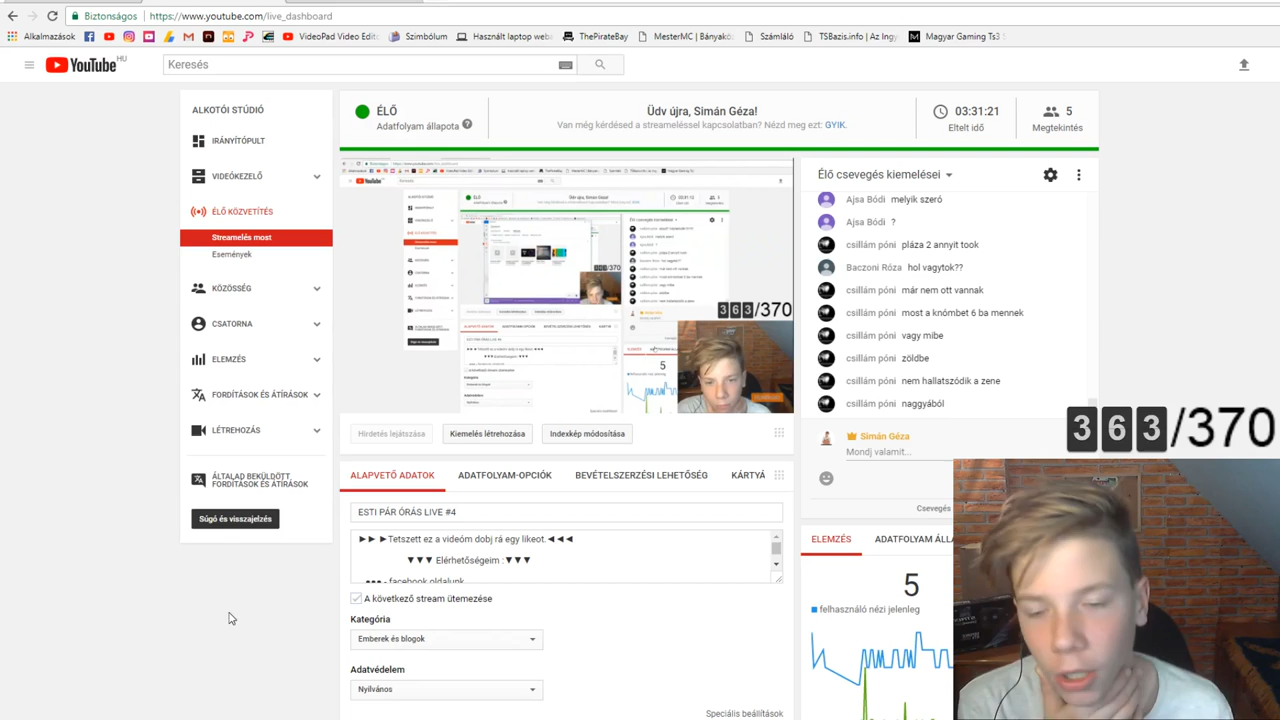 Biztonságos
https://www.youtube.com/live_dashboard
Alkalmazások
VideoPad Video Edito
Szimbólum
Használt laptop web
ThePirateBay
MesterMC | Bányakó
Számláló
TSBazis.info | Az Ingy
Magyar Gaming Ts3
YouTube HU
Keresés
ALKOTÓI STÚDIÓ
IRÁNYÍTÓPULT
VIDEÓKEZELŐ
ÉLŐ KÖZVETÍTÉS
Streamelés most
Események
KÖZÖSSÉG
CSATORNA
ELEMZÉS
FORDÍTÁSOK ÉS ÁTÍRÁSOK
LÉTREHOZÁS
ÁLTALAD BEKÜLDÖTT
FORDÍTÁSOK ÉS ÁTÍRÁSOK
Súgó és visszajelzés
ÉLŐ
Adatfolyam állapota
Üdv újra, Simán Géza!
Van még kérdésed a streameléssel kapcsolatban? Nézd meg ezt: GYIK.
03:31:21
Eltelt idő
5
Megtekintés
363/370
5
Hirdetés lejátszása
Kiemelés létrehozása
Indexkép módosítása
ALAPVETŐ ADATOK
ADATFOLYAM-OPCIÓK
BEVÉTELSZERZÉSI LEHETŐSÉG
KÁRTYÁ
ESTI PÁR ÓRÁS LIVE #4
►► ►Tetszett ez a videóm dobj rá egy likeot.◄◄◄
▼▼▼ Elérhetőségeim :▼▼▼
●●● - facebook oldalunk
A következő stream ütemezése
Kategória
Emberek és blogok
Adatvédelem
Nyilvános
Speciális beállítások
Élő csevegés kiemelései
Ajsa Bódi melyik szeró
Ajsa Bódi ?
csillám póni pláza 2 annyit took
Baczoni Róza hol vagytok??
csillám póni már nem ott vannak
csillám póni most a knómbet 6 ba mennek
csillám póni vagy mibe
csillám póni zöldbe
csillám póni nem hallatszódik a zene
csillám póni naggyából
Simán Géza
Mondj valamit...
Csevegés
363/370
ELEMZÉS
ADATFOLYAM ÁLLA
5
felhasználó nézi jelenleg